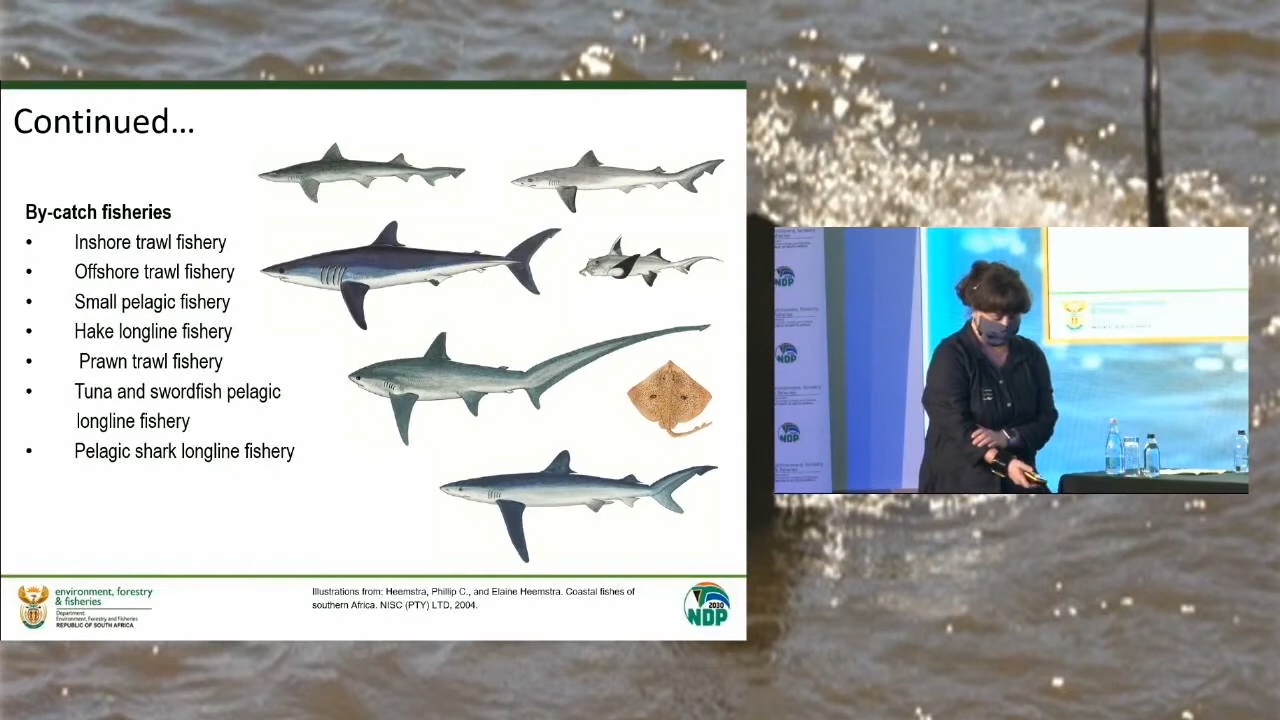 Continued...
By-catch fisheries
• Inshore trawl fishery
• Offshore trawl fishery
• Small pelagic fishery
• Hake longline fishery
• Prawn trawl fishery
• Tuna and swordfish pelagic
longline fishery
• Pelagic shark longline fishery
environment, forestry
& fisheries
Department:
Environment, Forestry and Fisheries
REPUBLIC OF SOUTH AFRICA
Illustrations from: Heemstra, Phillip C., and Elaine Heemstra. Coastal fishes of
southern Africa. NISC (PTY) LTD, 2004.
2030
NDP
NDP
NDP
NDP